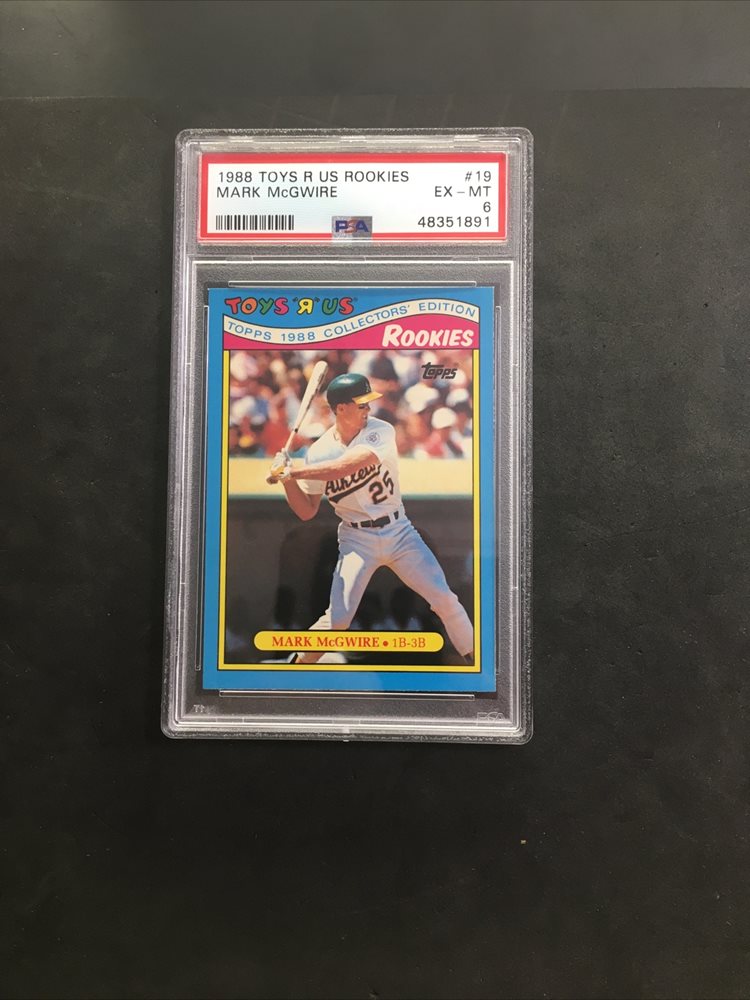 1988 TOYS R US ROOKIES #19
MARK McGWIRE EX - MT
6
PSA 48351891
TOYS "Я" US
TOPPS 1988 COLLECTORS' EDITION
ROOKIES
Topps
Athletics
25
MARK McGWIRE • 1B-3B
PSA